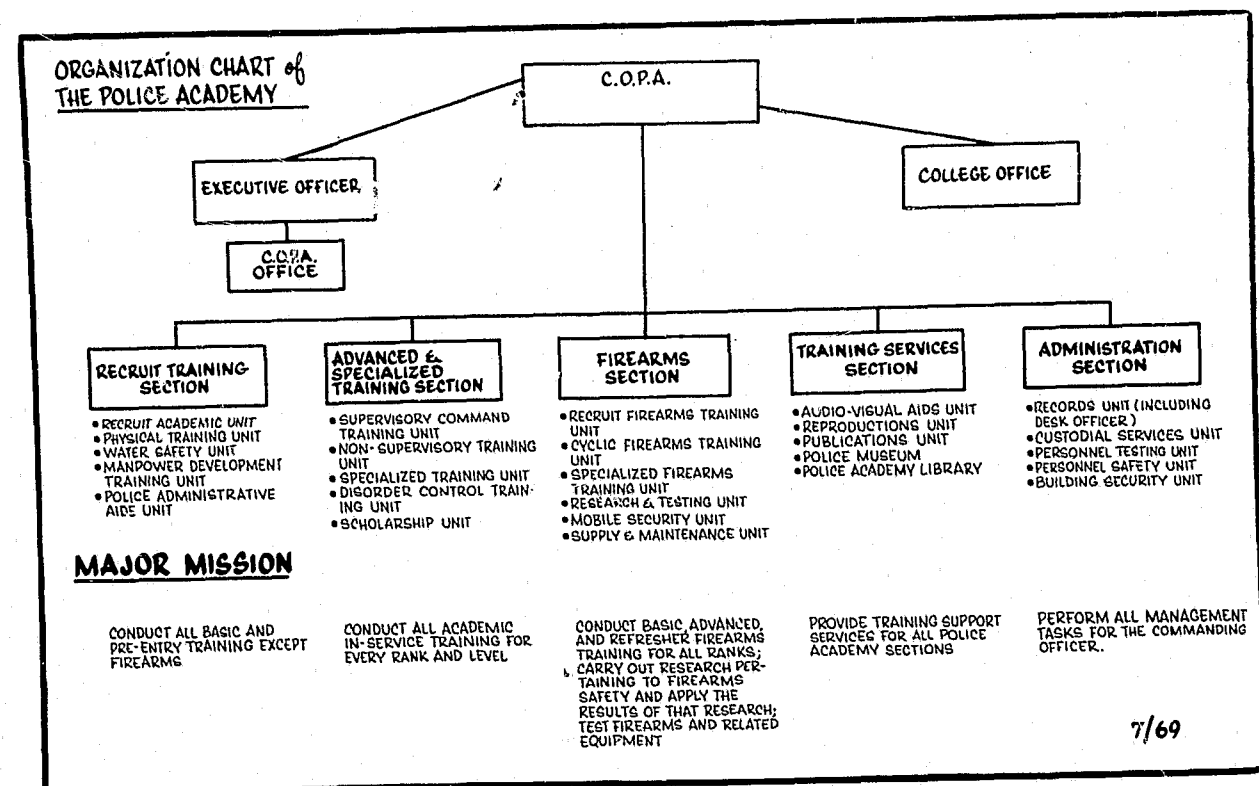 ORGANIZATION CHART of
THE POLICE ACADEMY
C.O.P.A.
EXECUTIVE OFFICER
COLLEGE OFFICE
C.O.P.A.
OFFICE
RECRUIT TRAINING
SECTION
• RECRUIT ACADEMIC UNIT
• PHYSICAL TRAINING UNIT
• WATER SAFETY UNIT
• MANPOWER DEVELOPMENT
TRAINING UNIT
• POLICE ADMINISTRATIVE
AIDE UNIT
ADVANCED &
SPECIALIZED
TRAINING SECTION
• SUPERVISORY COMMAND
TRAINING UNIT
• NON-SUPERVISORY TRAINING
UNIT
• SPECIALIZED TRAINING UNIT
• DISORDER CONTROL TRAIN-
ING UNIT
• SCHOLARSHIP UNIT
FIREARMS
SECTION
• RECRUIT FIREARMS TRAINING
UNIT
• CYCLIC FIREARMS TRAINING
UNIT
• SPECIALIZED FIREARMS
TRAINING UNIT
• RESEARCH & TESTING UNIT
• MOBILE SECURITY UNIT
• SUPPLY & MAINTENANCE UNIT
TRAINING SERVICES
SECTION
• AUDIO-VISUAL AIDS UNIT
• REPRODUCTIONS UNIT
• PUBLICATIONS UNIT
• POLICE MUSEUM
• POLICE ACADEMY LIBRARY
ADMINISTRATION
SECTION
• RECORDS UNIT (INCLUDING
DESK OFFICER)
• CUSTODIAL SERVICES UNIT
• PERSONNEL TESTING UNIT
• PERSONNEL SAFETY UNIT
• BUILDING SECURITY UNIT
MAJOR MISSION
CONDUCT ALL BASIC AND
PRE-ENTRY TRAINING EXCEPT
FIREARMS
CONDUCT ALL ACADEMIC
IN-SERVICE TRAINING FOR
EVERY RANK AND LEVEL
CONDUCT BASIC, ADVANCED,
AND REFRESHER FIREARMS
TRAINING FOR ALL RANKS;
CARRY OUT RESEARCH PER-
TAINING TO FIREARMS
SAFETY AND APPLY THE
RESULTS OF THAT RESEARCH;
TEST FIREARMS AND RELATED
EQUIPMENT
PROVIDE TRAINING SUPPORT
SERVICES FOR ALL POLICE
ACADEMY SECTIONS
PERFORM ALL MANAGEMENT
TASKS FOR THE COMMANDING
OFFICER.
7/69